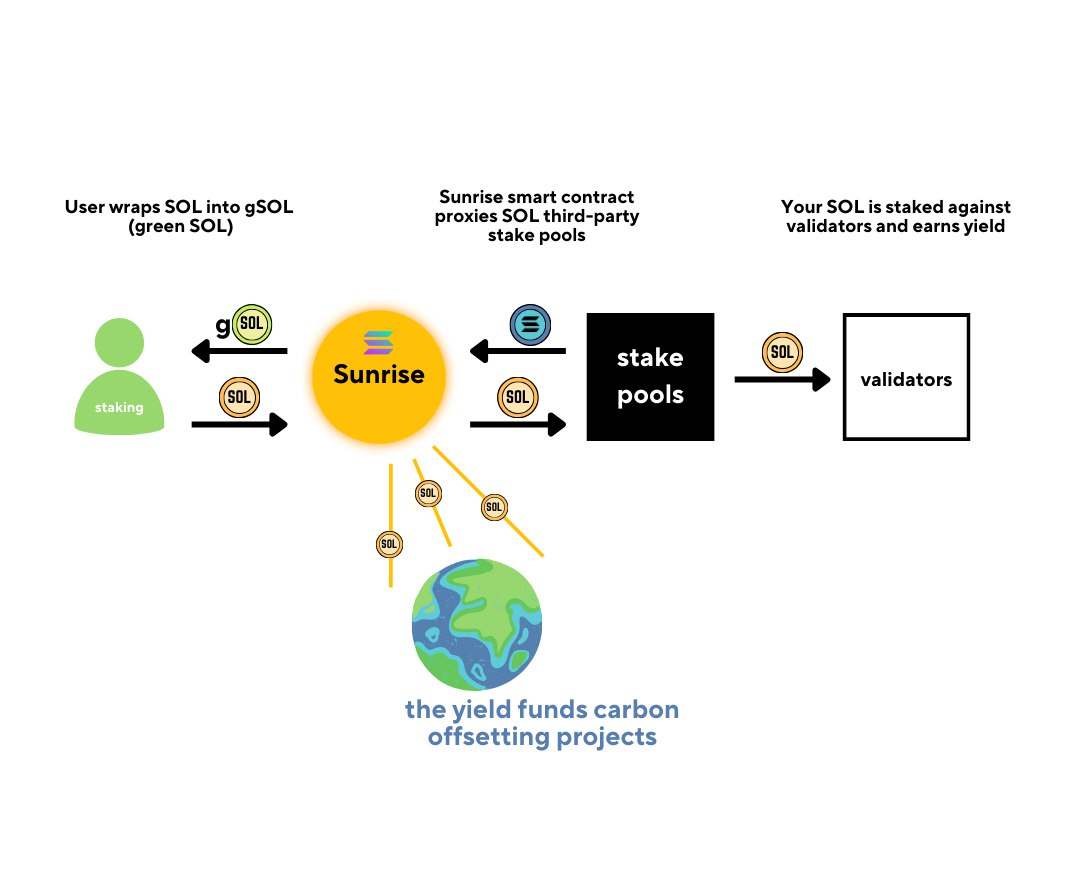 User wraps SOL into gSOL
(green SOL)
Sunrise smart contract
proxies SOL third-party
stake pools
Your SOL is staked against
validators and earns yield
g SOL
SOL
staking
Sunrise
SOL
stake
pools
SOL
validators
SOL
SOL
SOL
the yield funds carbon
offsetting projects